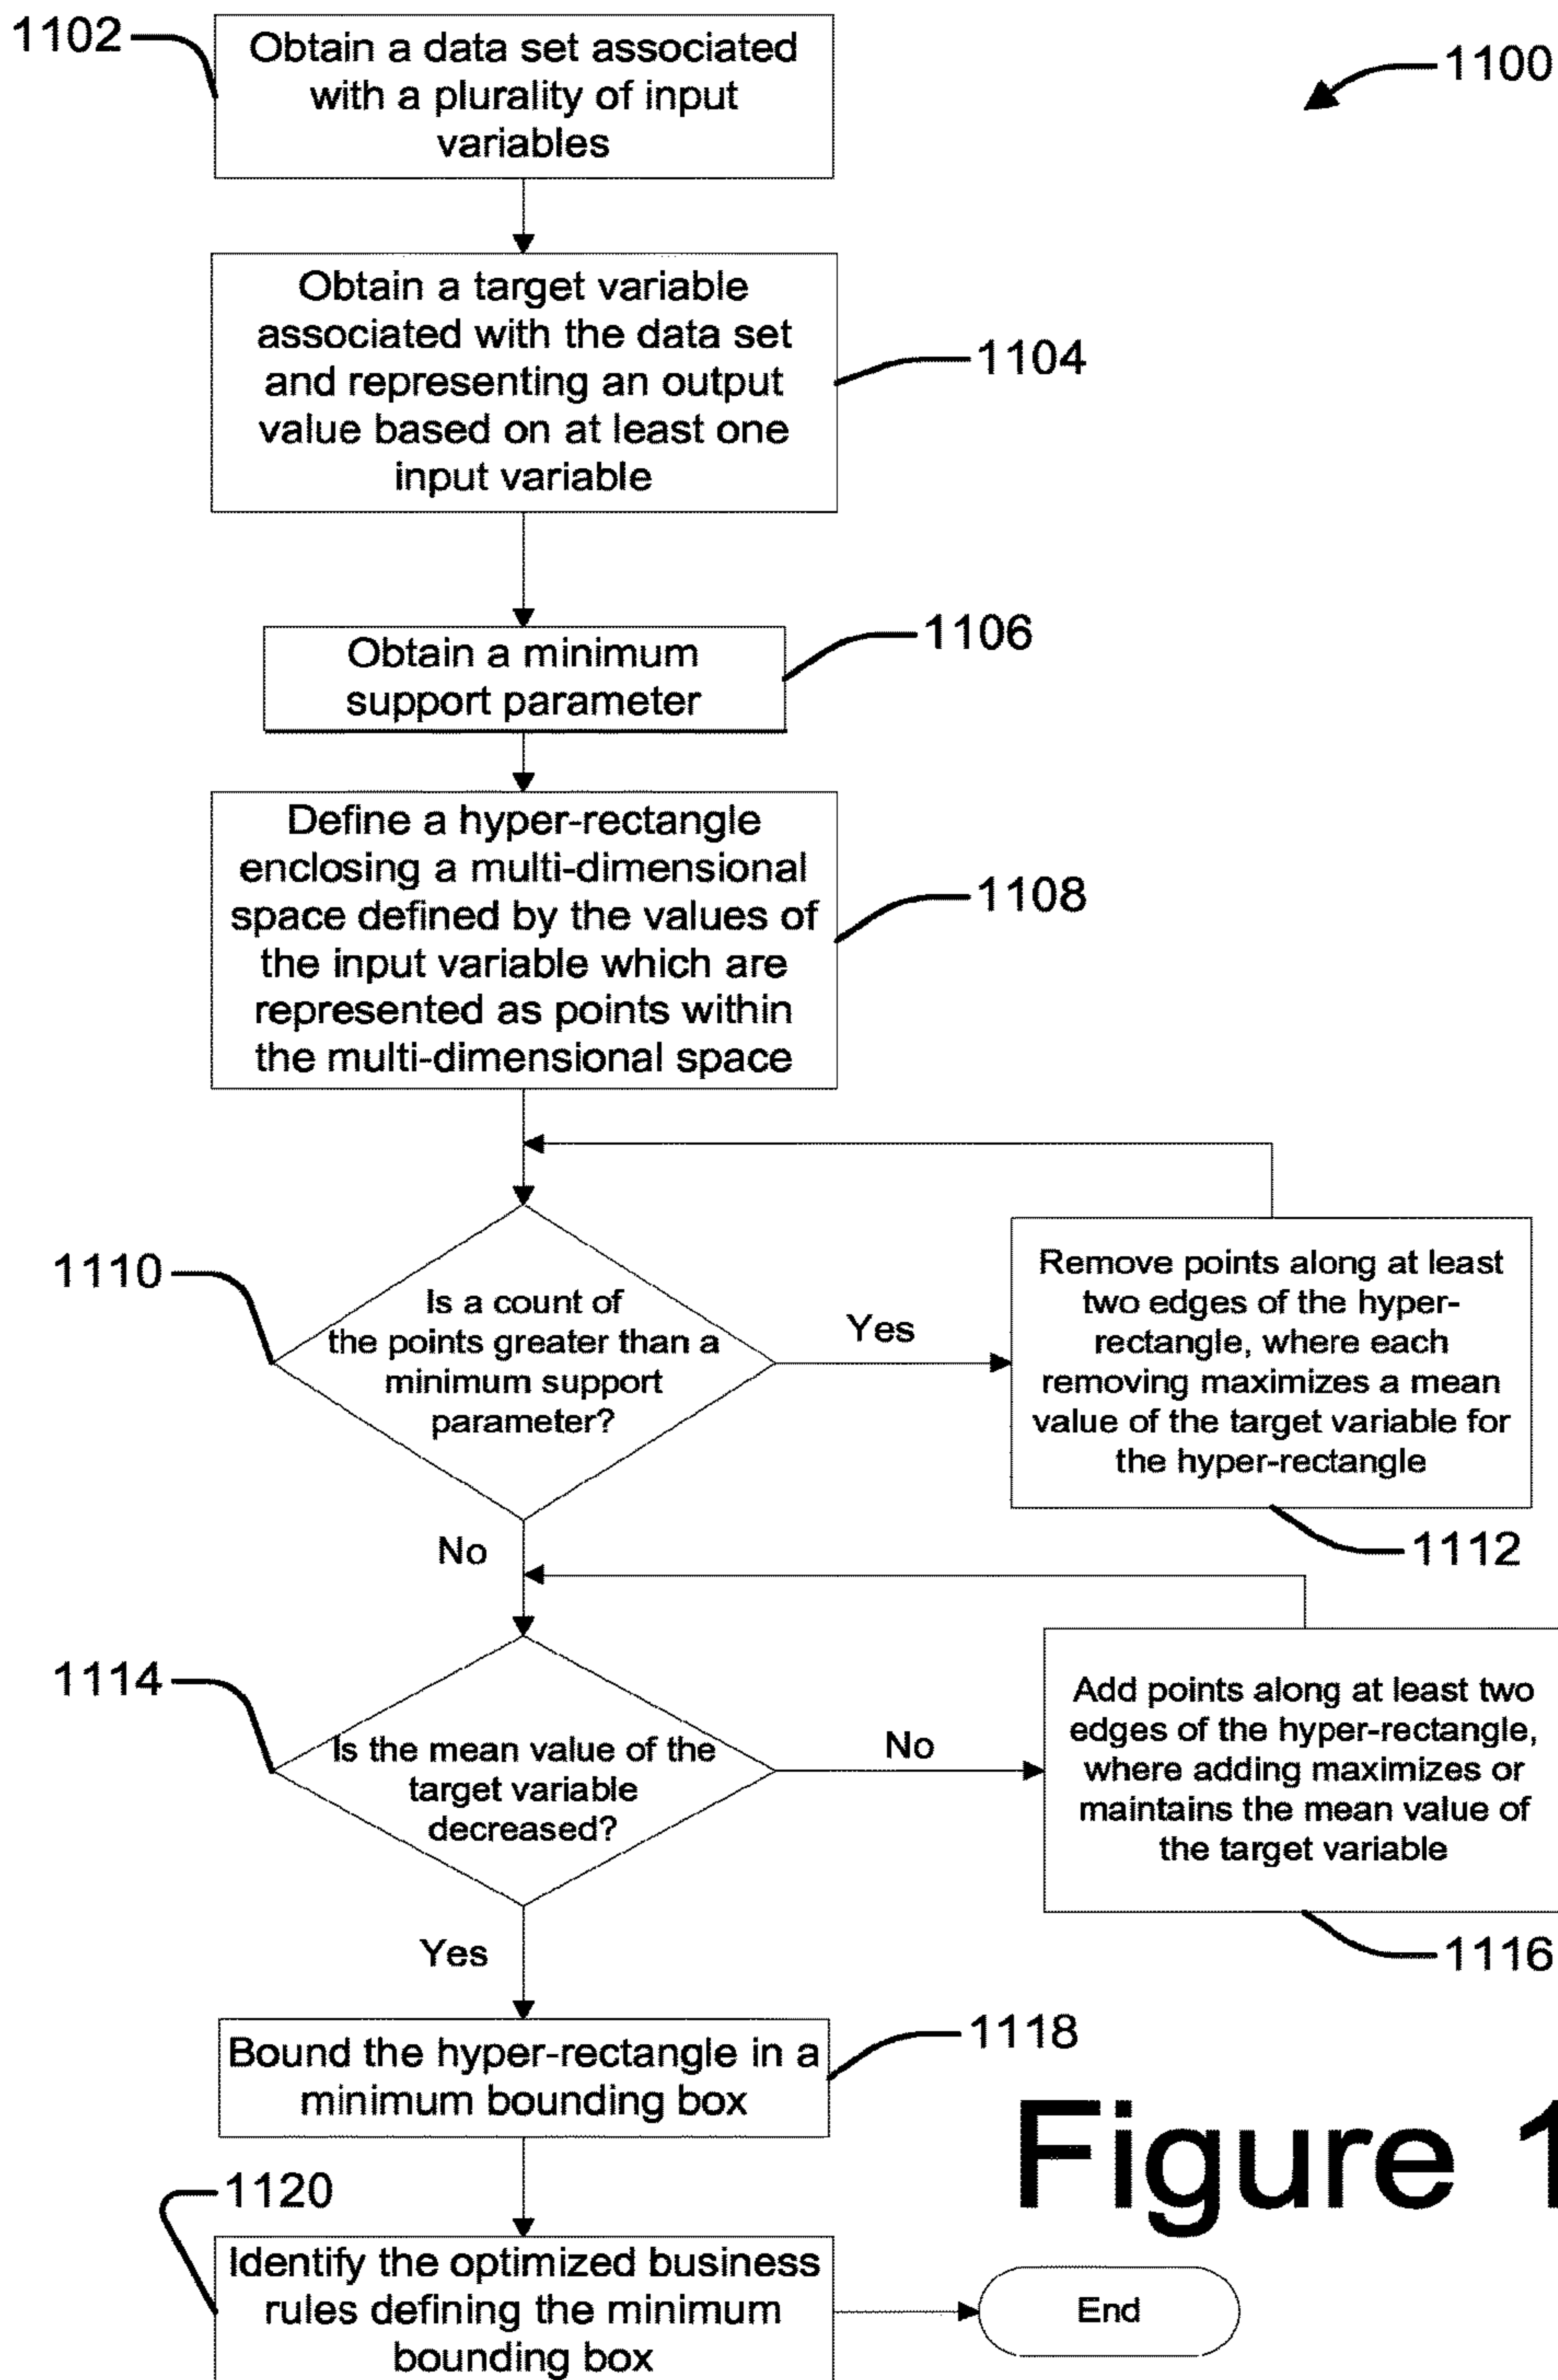 1102
Obtain a data set associated
with a plurality of input
variables
1100
Obtain a target variable
associated with the data set
and representing an output
value based on at least one
input variable
1104
Obtain a minimum
support parameter
1106
Define a hyper-rectangle
enclosing a multi-dimensional
space defined by the values of
the input variable which are
represented as points within
the multi-dimensional space
1108
1110
Is a count of
the points greater than a
minimum support
parameter?
Yes
Remove points along at least
two edges of the hyper-
rectangle, where each
removing maximizes a mean
value of the target variable for
the hyper-rectangle
1112
No
1114
Is the mean value of the
target variable
decreased?
No
Add points along at least two
edges of the hyper-rectangle,
where adding maximizes or
maintains the mean value of
the target variable
1116
Yes
Bound the hyper-rectangle in a
minimum bounding box
1118
Figure 1
1120
Identify the optimized business
rules defining the minimum
bounding box
End